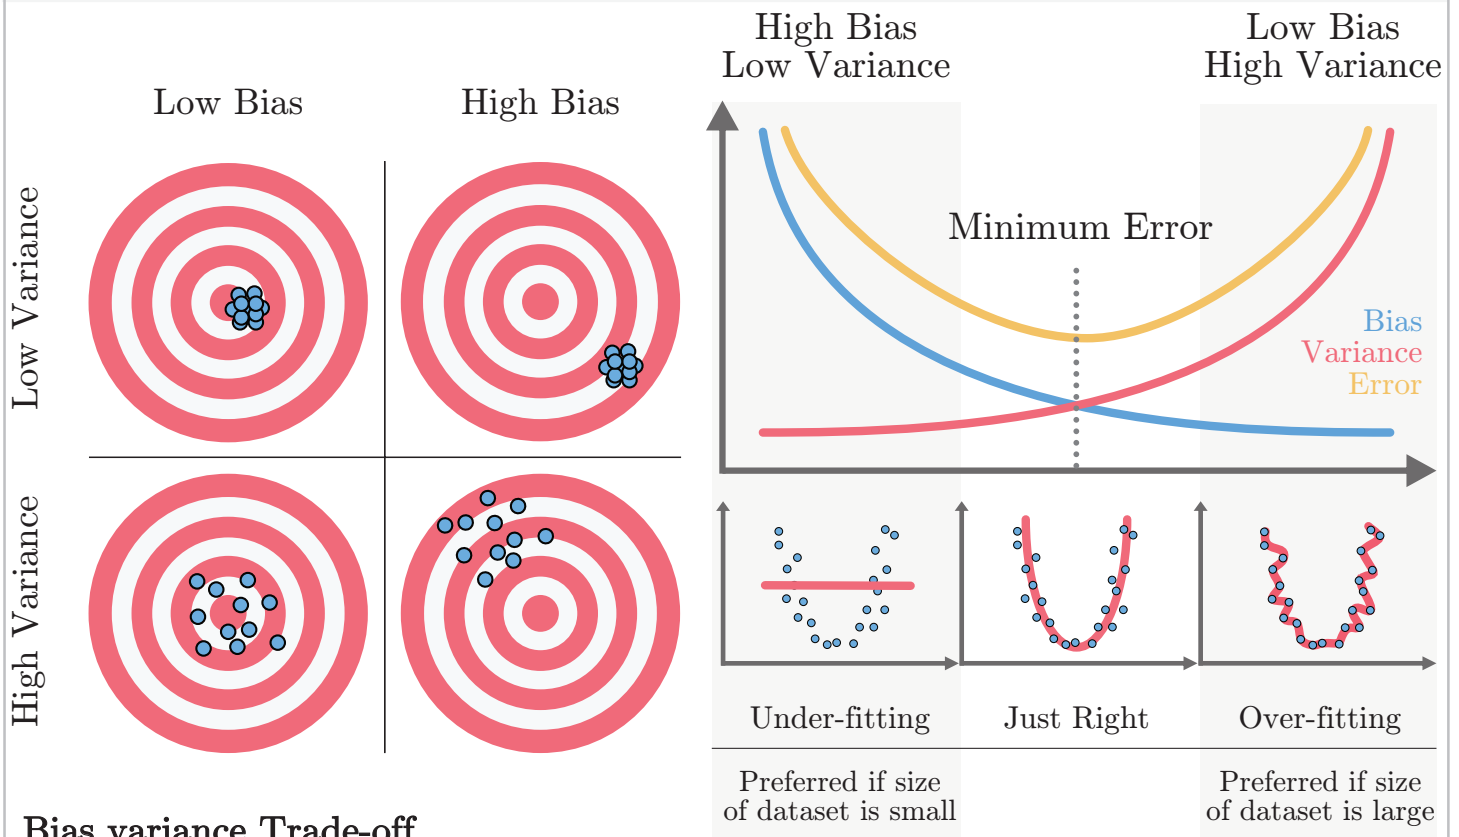 High Bias
Low Variance
Low Bias
High Variance
Low Bias
High Bias
Low Variance
High Variance
Minimum Error
Bias
Variance
Error
Under-fitting
Just Right
Over-fitting
Preferred if size
of dataset is small
Preferred if size
of dataset is large
Bias variance Trade-off